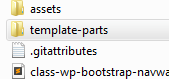 assets
template-parts
.gitattributes
class-wp-bootstrap-navwa